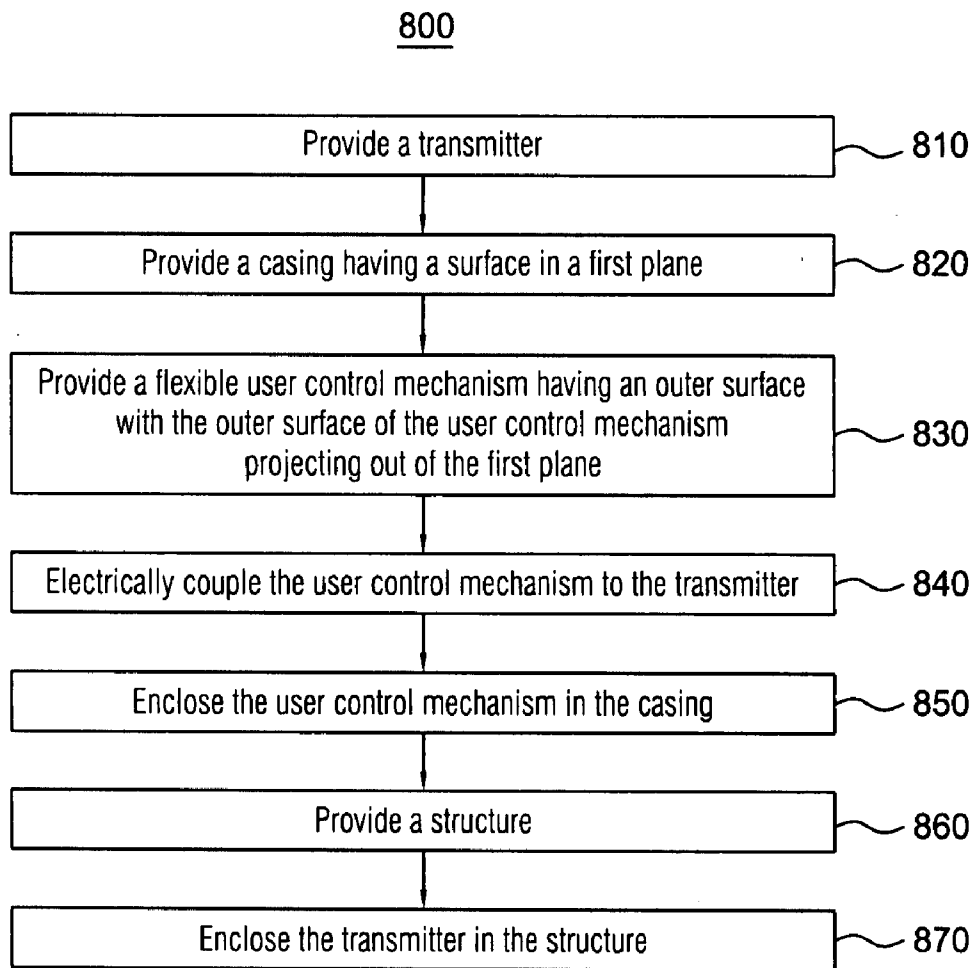 800
Provide a transmitter
810
Provide a casing having a surface in a first plane
820
Provide a flexible user control mechanism having an outer surface
with the outer surface of the user control mechanism
projecting out of the first plane
830
Electrically couple the user control mechanism to the transmitter
840
Enclose the user control mechanism in the casing
850
Provide a structure
860
Enclose the transmitter in the structure
870